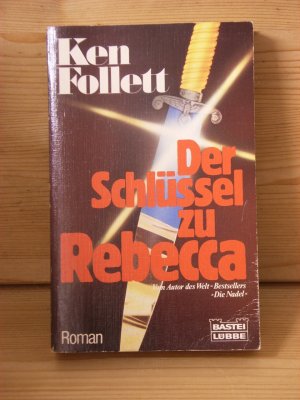 Ken
Follett
Der
Schlüssel
zu
Rebecca
Vom Autor des Welt-Bestsellers
»Die Nadel«
Roman
BASTEI
LÜBBE